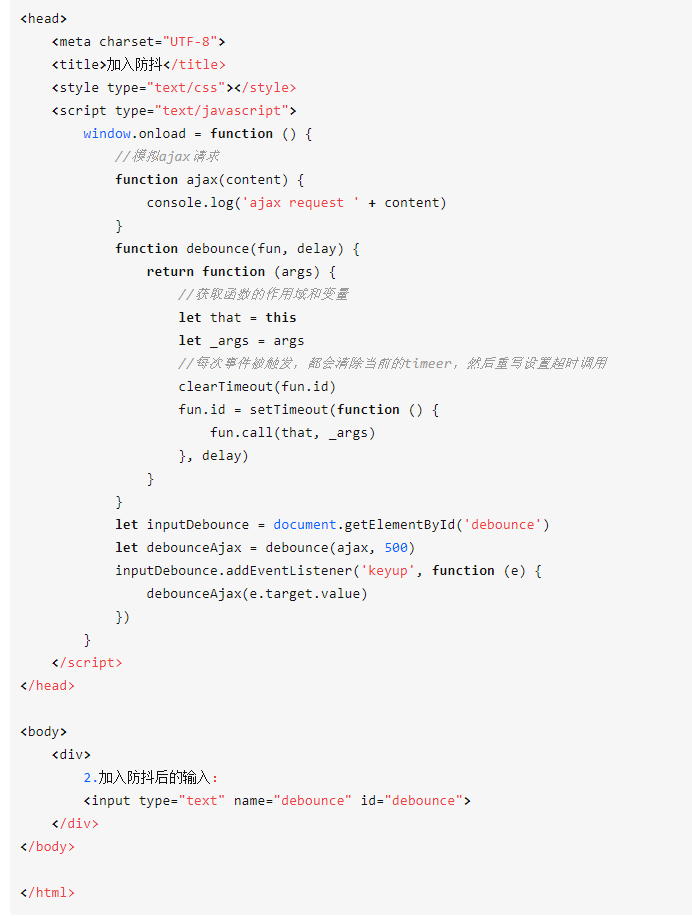 <head>
    <meta charset="UTF-8">
    <title>加入防抖</title>
    <style type="text/css"></style>
    <script type="text/javascript">
        window.onload = function () {
            //模拟ajax请求
            function ajax(content) {
                console.log('ajax request ' + content)
            }
            function debounce(fun, delay) {
                return function (args) {
                    //获取函数的作用域和变量
                    let that = this
                    let _args = args
                    //每次事件被触发，都会清除当前的timeer，然后重写设置超时调用
                    clearTimeout(fun.id)
                    fun.id = setTimeout(function () {
                        fun.call(that, _args)
                    }, delay)
                }
            }
            let inputDebounce = document.getElementById('debounce')
            let debounceAjax = debounce(ajax, 500)
            inputDebounce.addEventListener('keyup', function (e) {
                debounceAjax(e.target.value)
            })
        }
    </script>
</head>

<body>
    <div>
        2.加入防抖后的输入：
        <input type="text" name="debounce" id="debounce">
    </div>
</body>

</html>